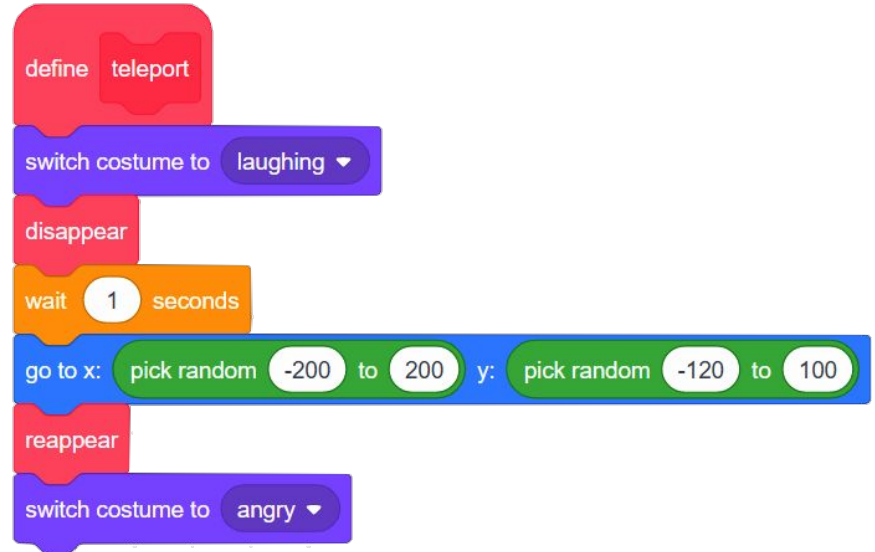 define teleport
switch costume to laughing
disappear
wait 1 seconds
go to x: pick random -200 to 200 y: pick random -120 to 100
reappear
switch costume to angry